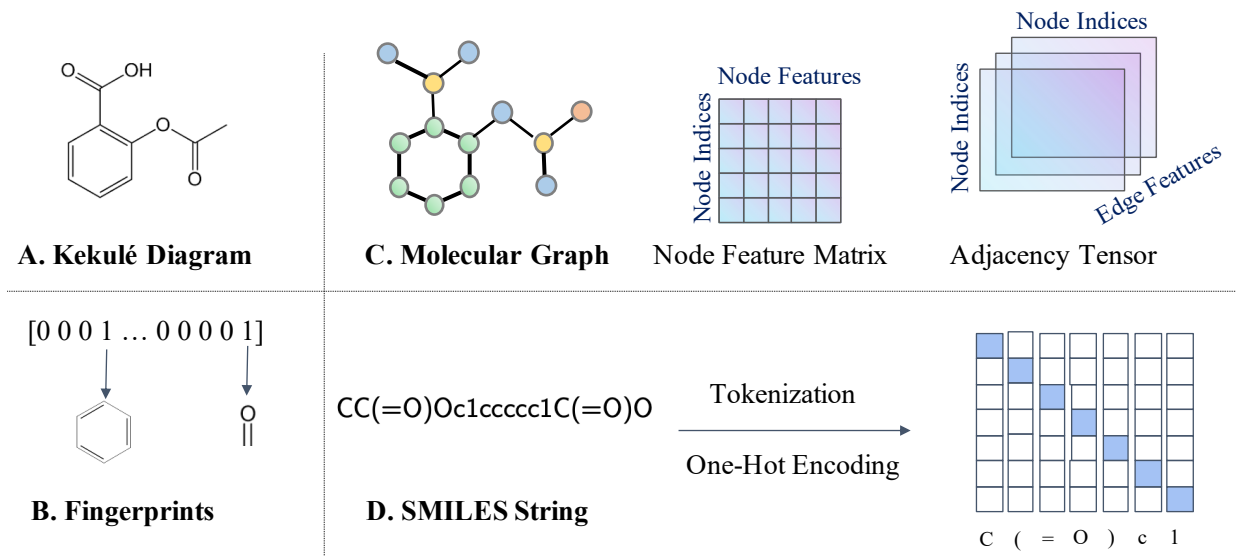 O
OH
O
O
A. Kekulé Diagram
C. Molecular Graph
Node Features
Node Indices
Node Feature Matrix
Node Indices
Node Indices
Edge Features
Adjacency Tensor
[0 0 0 1 … 0 0 0 0 1]
O
B. Fingerprints
CC(=O)Oc1ccccc1C(=O)O
D. SMILES String
Tokenization
One-Hot Encoding
C ( = O ) c 1